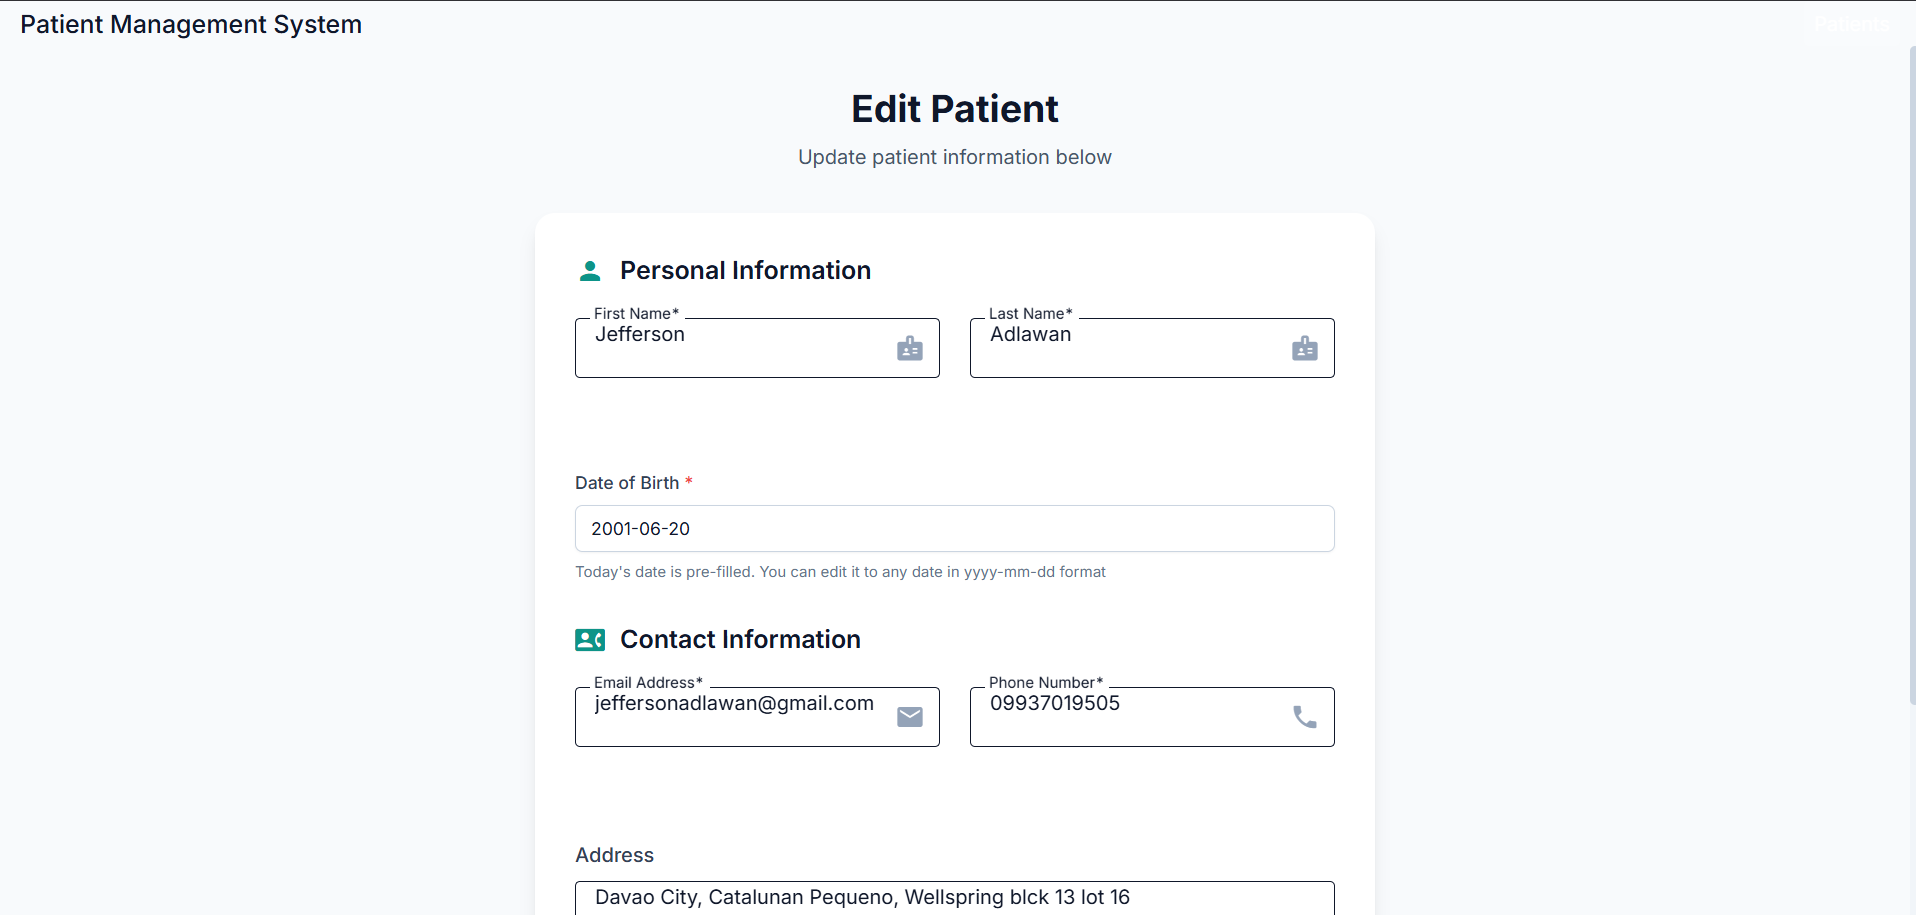 Patient Management System
Patients
Edit Patient
Update patient information below
Personal Information
First Name*
Jefferson
Last Name*
Adlawan
Date of Birth *
2001-06-20
Today's date is pre-filled. You can edit it to any date in yyyy-mm-dd format
Contact Information
Email Address*
jeffersonadlawan@gmail.com
Phone Number*
09937019505
Address
Davao City, Catalunan Pequeno, Wellspring blck 13 lot 16